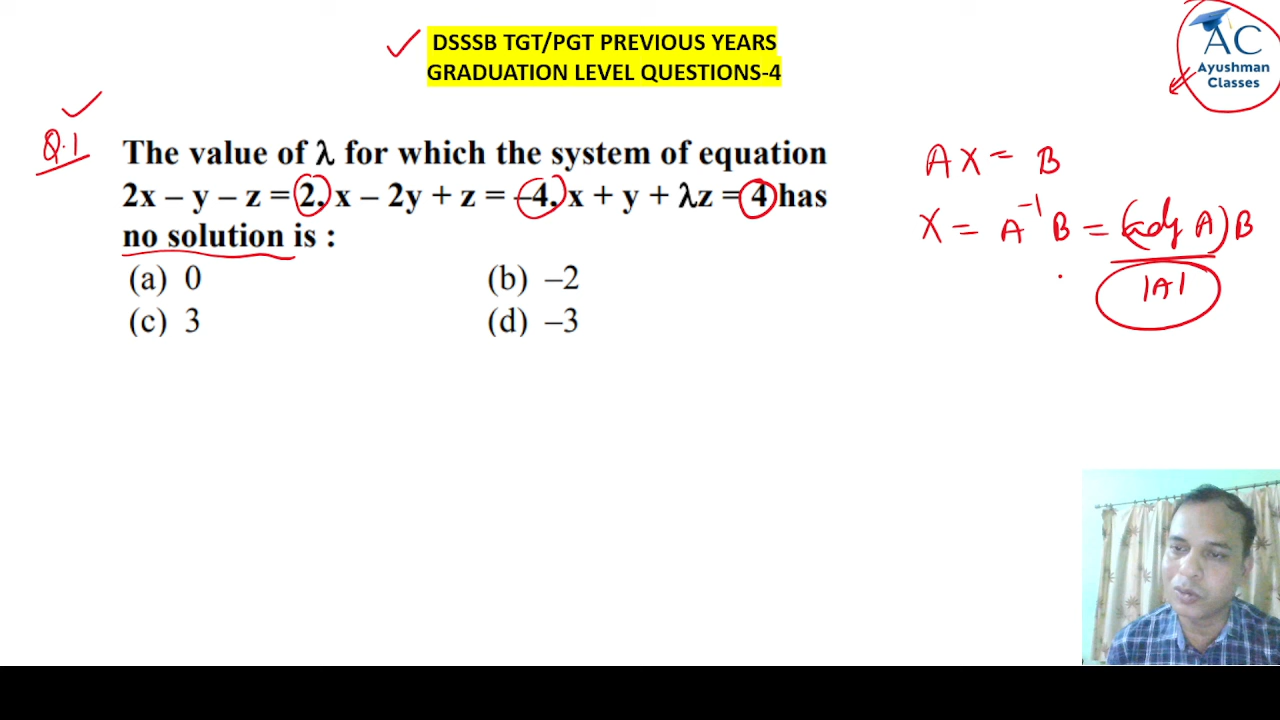 DSSSB TGT/PGT PREVIOUS YEARS
GRADUATION LEVEL QUESTIONS-4
AC
Ayushman
Classes
Q.1
The value of λ for which the system of equation
2x – y – z = 2, x – 2y + z = –4, x + y + λz = 4 has
no solution is :
(a) 0
(b) –2
(c) 3
(d) –3
AX = B
X = A⁻¹B = (adj A)B
|A|